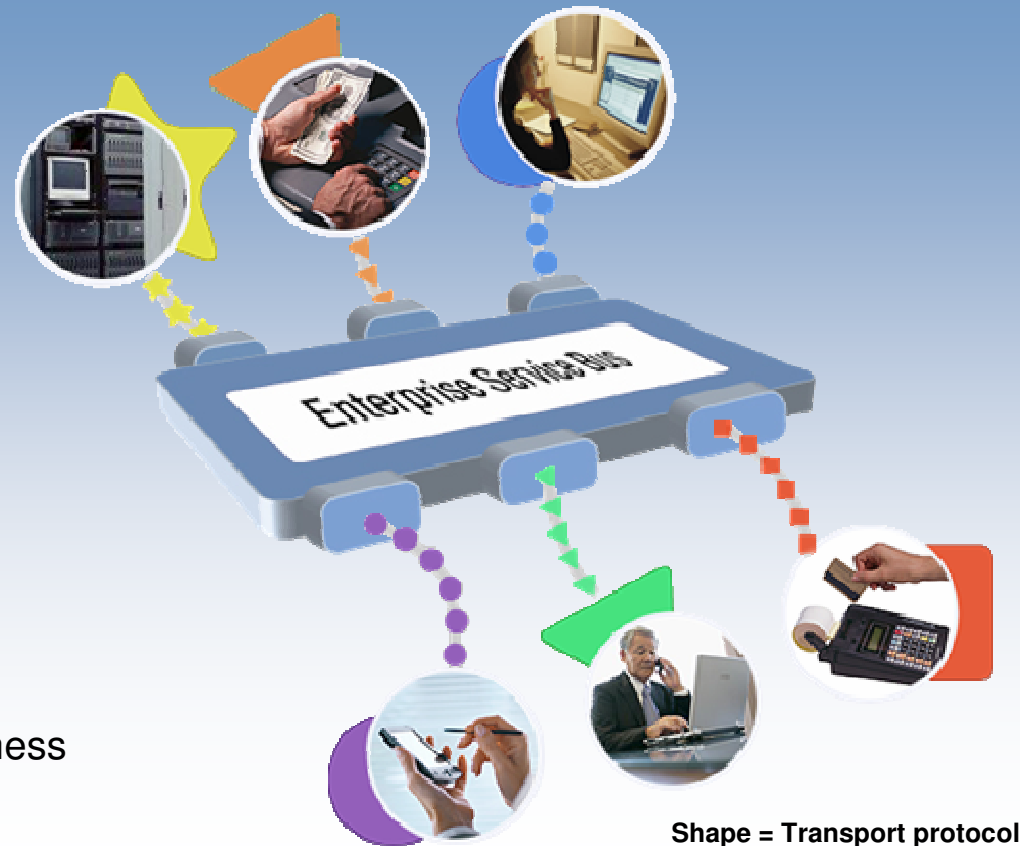 Enterprise Service Bus
ness
Shape = Transport protocol